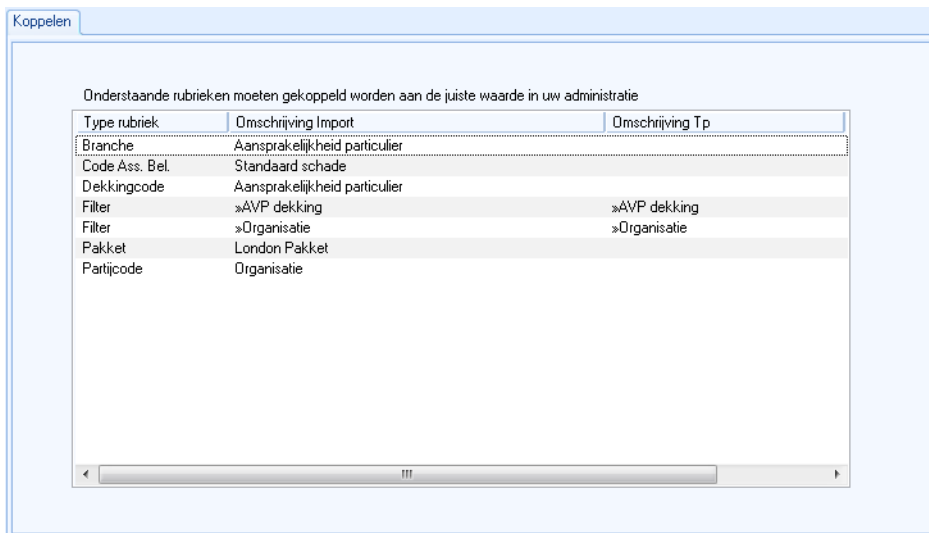 Koppelen
Onderstaande rubrieken moeten gekoppeld worden aan de juiste waarde in uw administratie
Type rubriek Omschrijving Import Omschrijving Tp
Branche Aansprakelijkheid particulier
Code Ass. Bel. Standaard schade
Dekkingcode Aansprakelijkheid particulier
Filter »AVP dekking »AVP dekking
Filter »Organisatie »Organisatie
Pakket London Pakket
Partijcode Organisatie